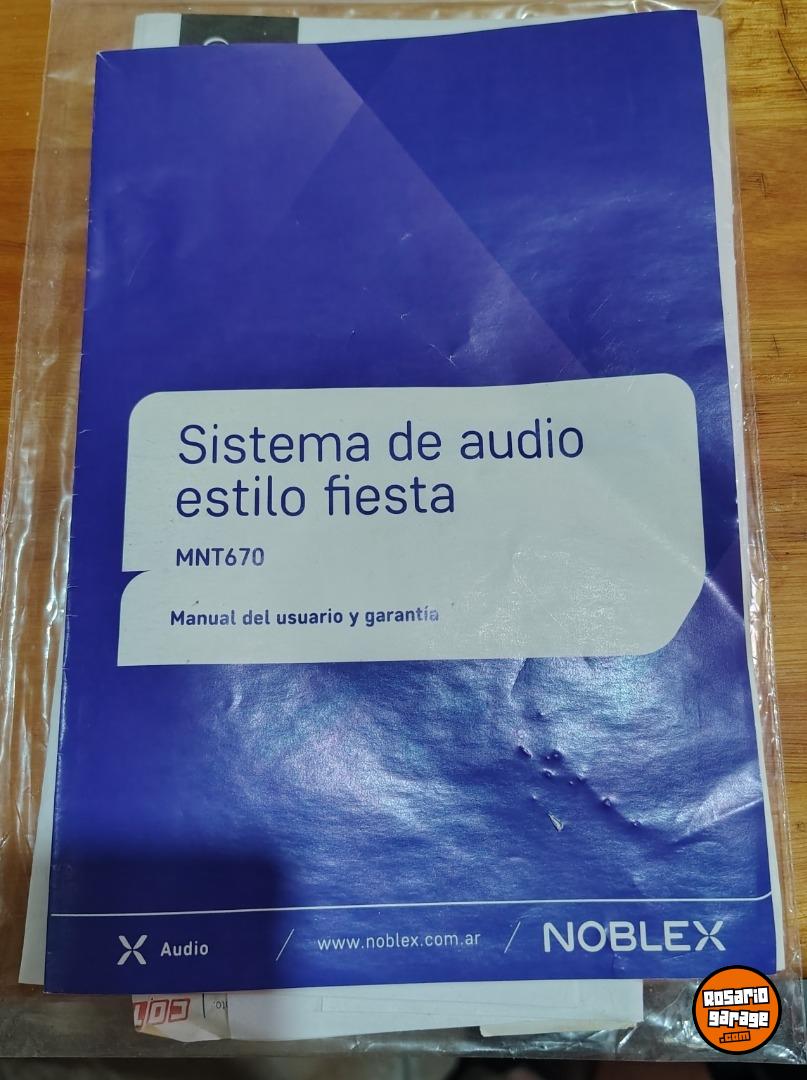 Sistema de audio
estilo fiesta
MNT670
Manual del usuario y garantía
Audio
www.noblex.com.ar
NOBLEX
Rosario
garage
.com